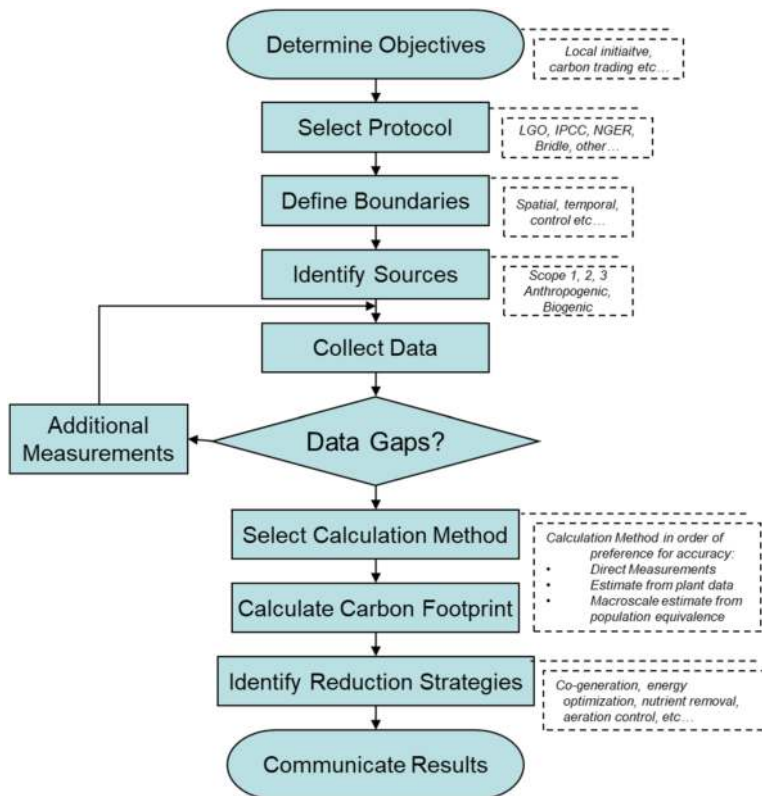 Determine Objectives
Local initiaitve,
carbon trading etc…
Select Protocol
LGO, IPCC, NGER,
Bridle, other…
Define Boundaries
Spatial, temporal,
control etc…
Identify Sources
Scope 1, 2, 3
Anthropogenic,
Biogenic
Collect Data
Additional
Measurements
Data Gaps?
Select Calculation Method
Calculation Method in order of
preference for accuracy:
• Direct Measurements
• Estimate from plant data
• Macroscale estimate from
population equivalence
Calculate Carbon Footprint
Identify Reduction Strategies
Co-generation, energy
optimization, nutrient removal,
aeration control, etc…
Communicate Results